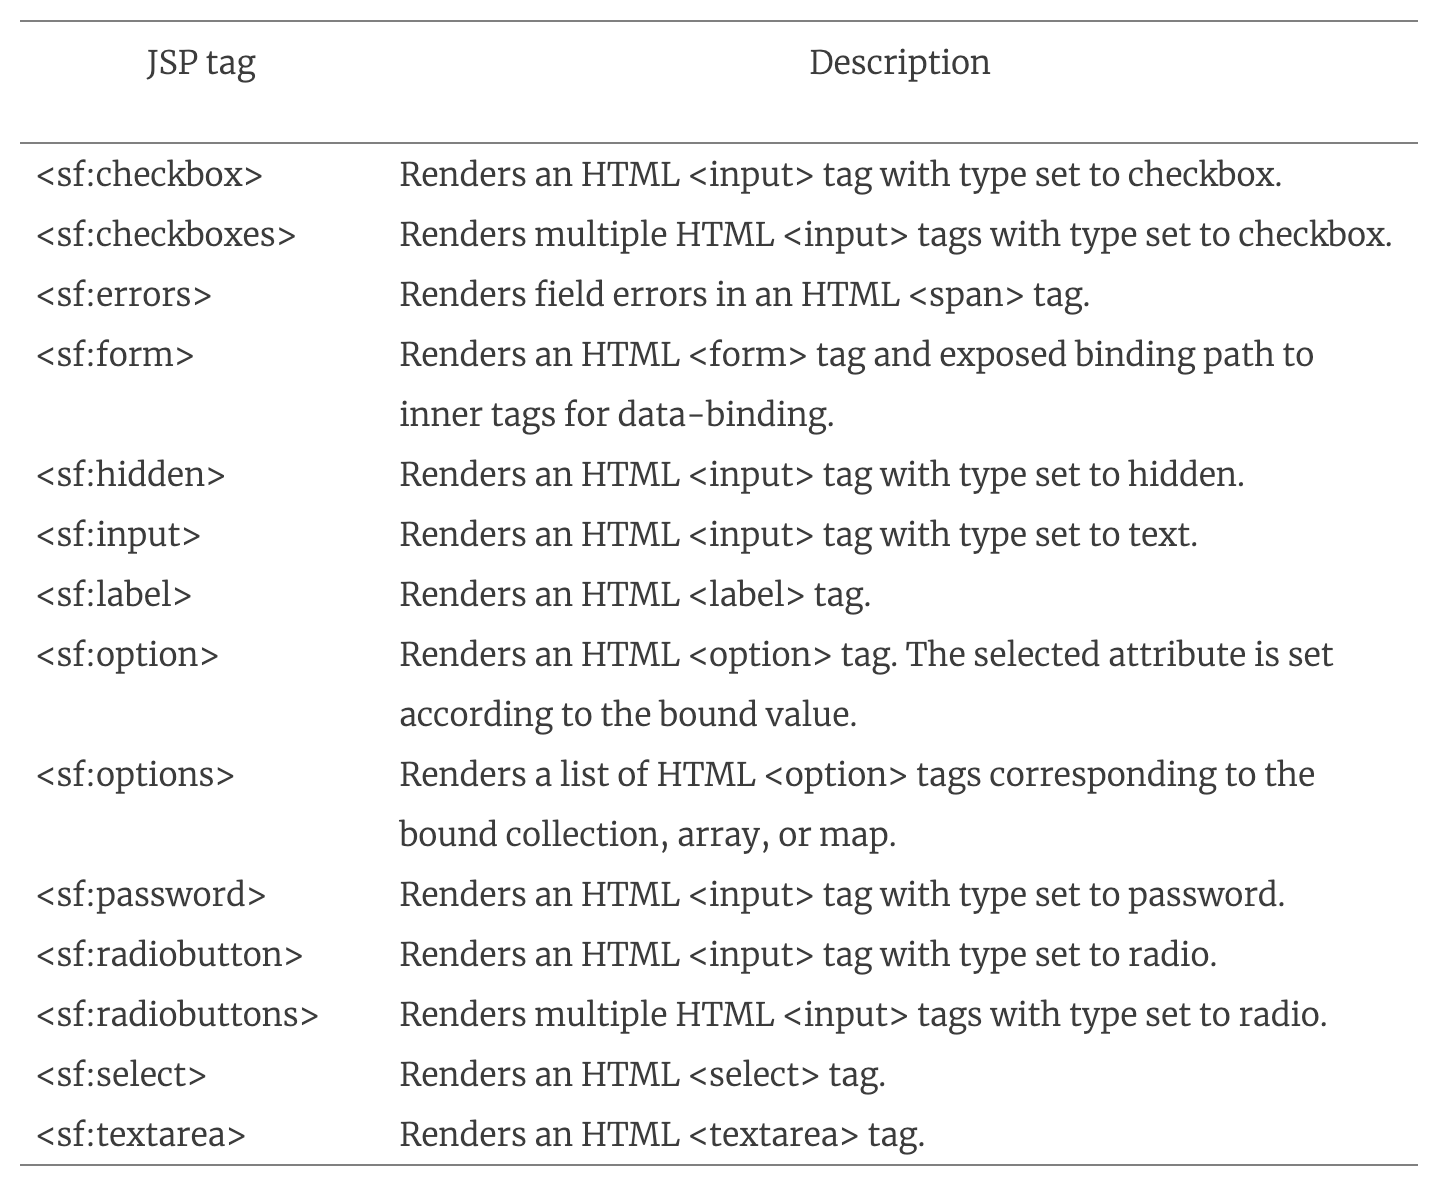 JSP tag Description
<sf:checkbox> Renders an HTML <input> tag with type set to checkbox.
<sf:checkboxes> Renders multiple HTML <input> tags with type set to checkbox.
<sf:errors> Renders field errors in an HTML <span> tag.
<sf:form> Renders an HTML <form> tag and exposed binding path to
inner tags for data-binding.
<sf:hidden> Renders an HTML <input> tag with type set to hidden.
<sf:input> Renders an HTML <input> tag with type set to text.
<sf:label> Renders an HTML <label> tag.
<sf:option> Renders an HTML <option> tag. The selected attribute is set
according to the bound value.
<sf:options> Renders a list of HTML <option> tags corresponding to the
bound collection, array, or map.
<sf:password> Renders an HTML <input> tag with type set to password.
<sf:radiobutton> Renders an HTML <input> tag with type set to radio.
<sf:radiobuttons> Renders multiple HTML <input> tags with type set to radio.
<sf:select> Renders an HTML <select> tag.
<sf:textarea> Renders an HTML <textarea> tag.